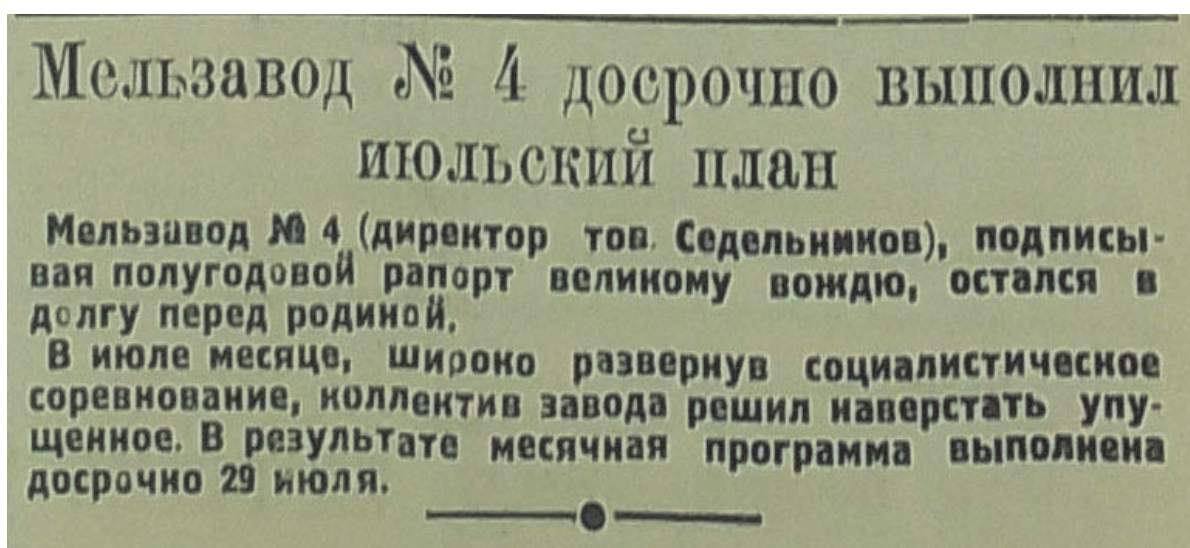 Мельзавод № 4 досрочно выполнил
июльский план
Мельзавод № 4 (директор тов. Седельников), подписы-
вая полугодовой рапорт великому вождю, остался в
долгу перед родиной.
В июле месяце, широко развернув социалистическое
соревнование, коллектив завода решил наверстать упу-
щенное. В результате месячная программа выполнена
досрочно 29 июля.